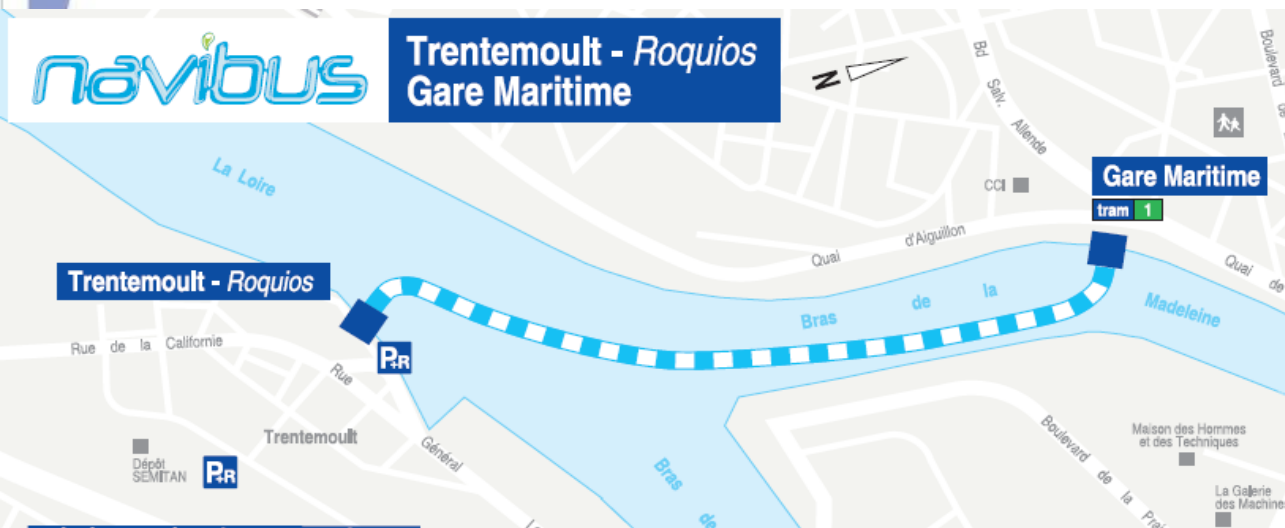 navibus
Trentemoult - Roquios
Gare Maritime
N
Bd Salv. Allende
Boulevard de
La Loire
CCI
Gare Maritime
tram 1
Quai d'Aiguillon
Quai de
Trentemoult - Roquios
Bras de la Madeleine
Rue de la Californie
P+R
Rue Général
Trentemoult
Dépôt
SEMITAN
P+R
Bras de
Boulevard de la
Maison des Hommes
et des Techniques
La Galerie
des Machines